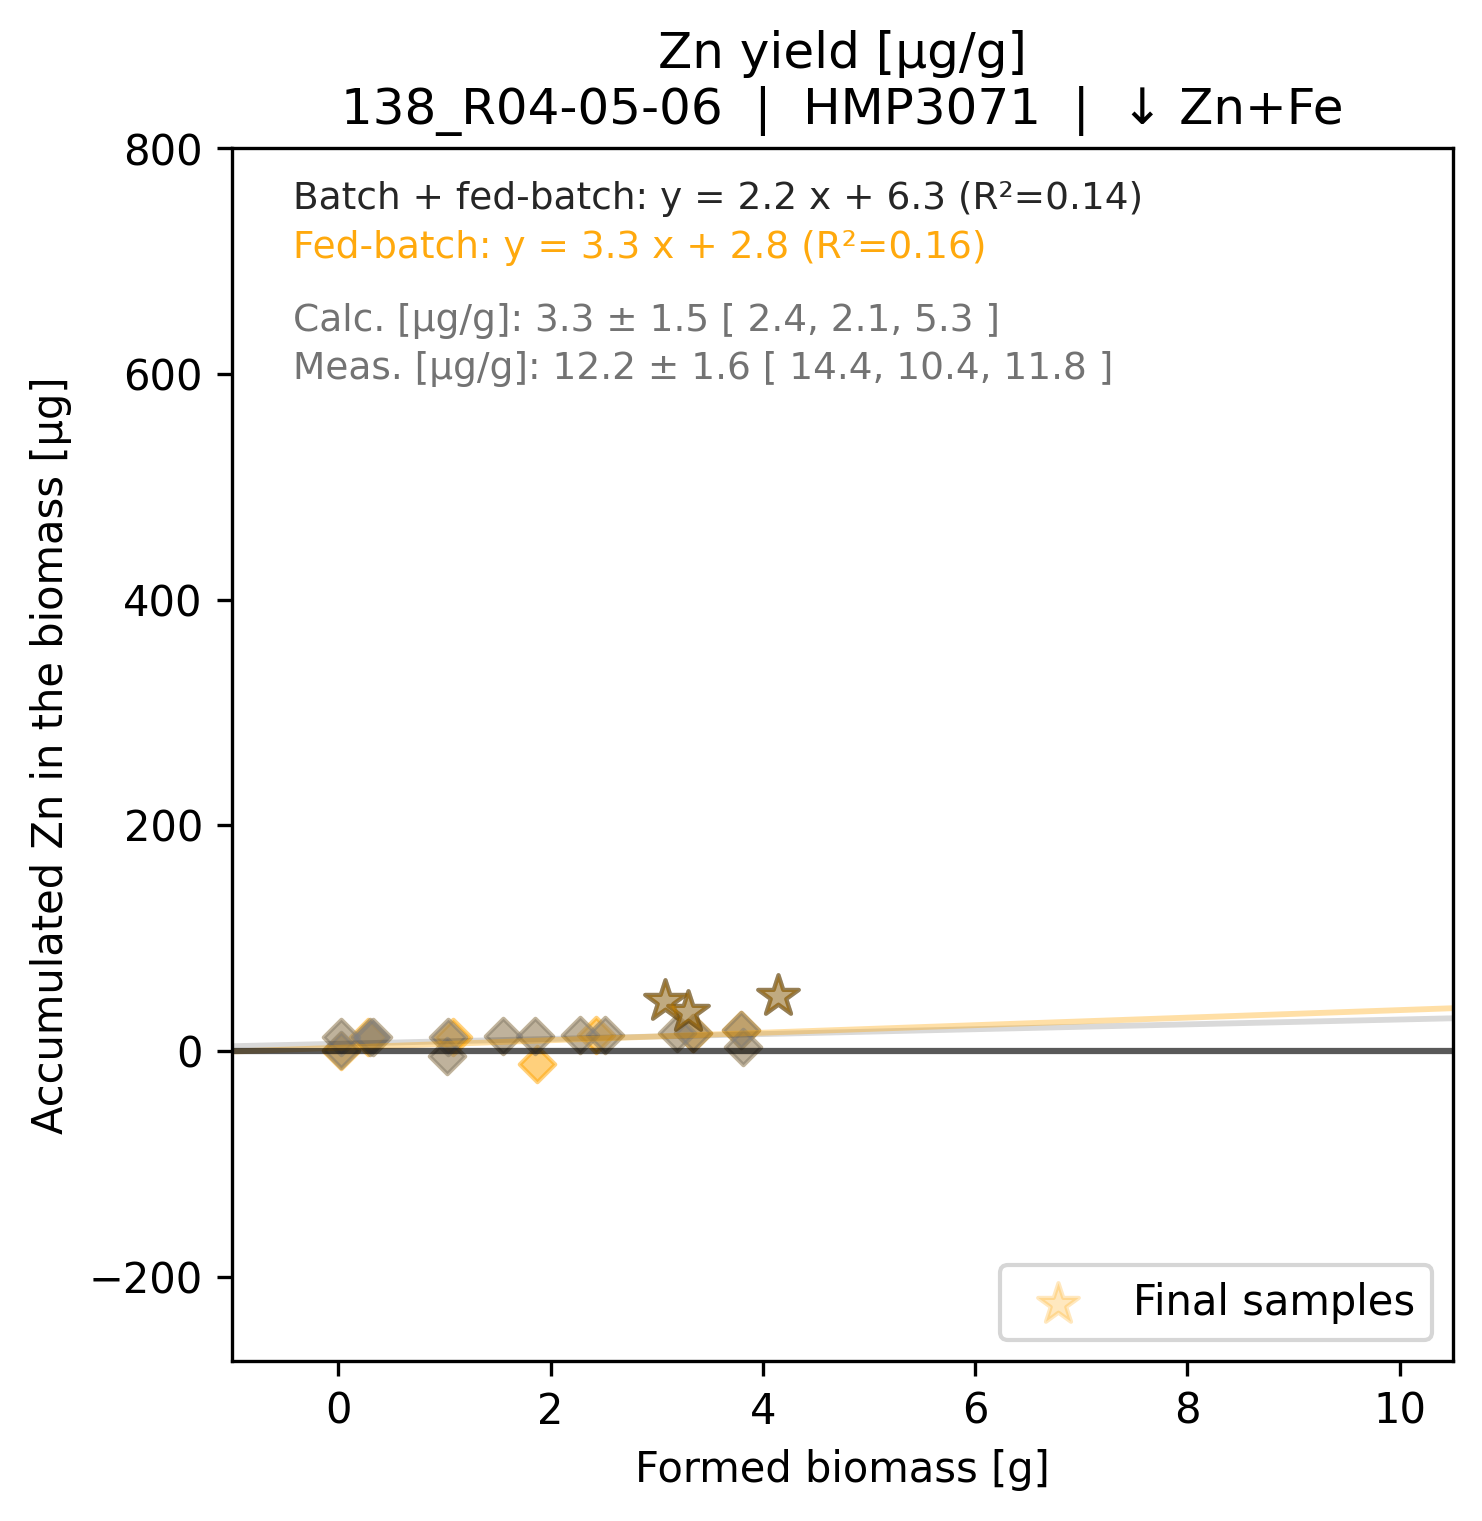 Zn yield [µg/g]
138_R04-05-06 | HMP3071 | ↓ Zn+Fe
800
600
400
200
0
−200
Accumulated Zn in the biomass [µg]
Batch + fed-batch: y = 2.2 x + 6.3 (R²=0.14)
Fed-batch: y = 3.3 x + 2.8 (R²=0.16)
Calc. [µg/g]: 3.3 ± 1.5 [ 2.4, 2.1, 5.3 ]
Meas. [µg/g]: 12.2 ± 1.6 [ 14.4, 10.4, 11.8 ]
Final samples
0 2 4 6 8 10
Formed biomass [g]